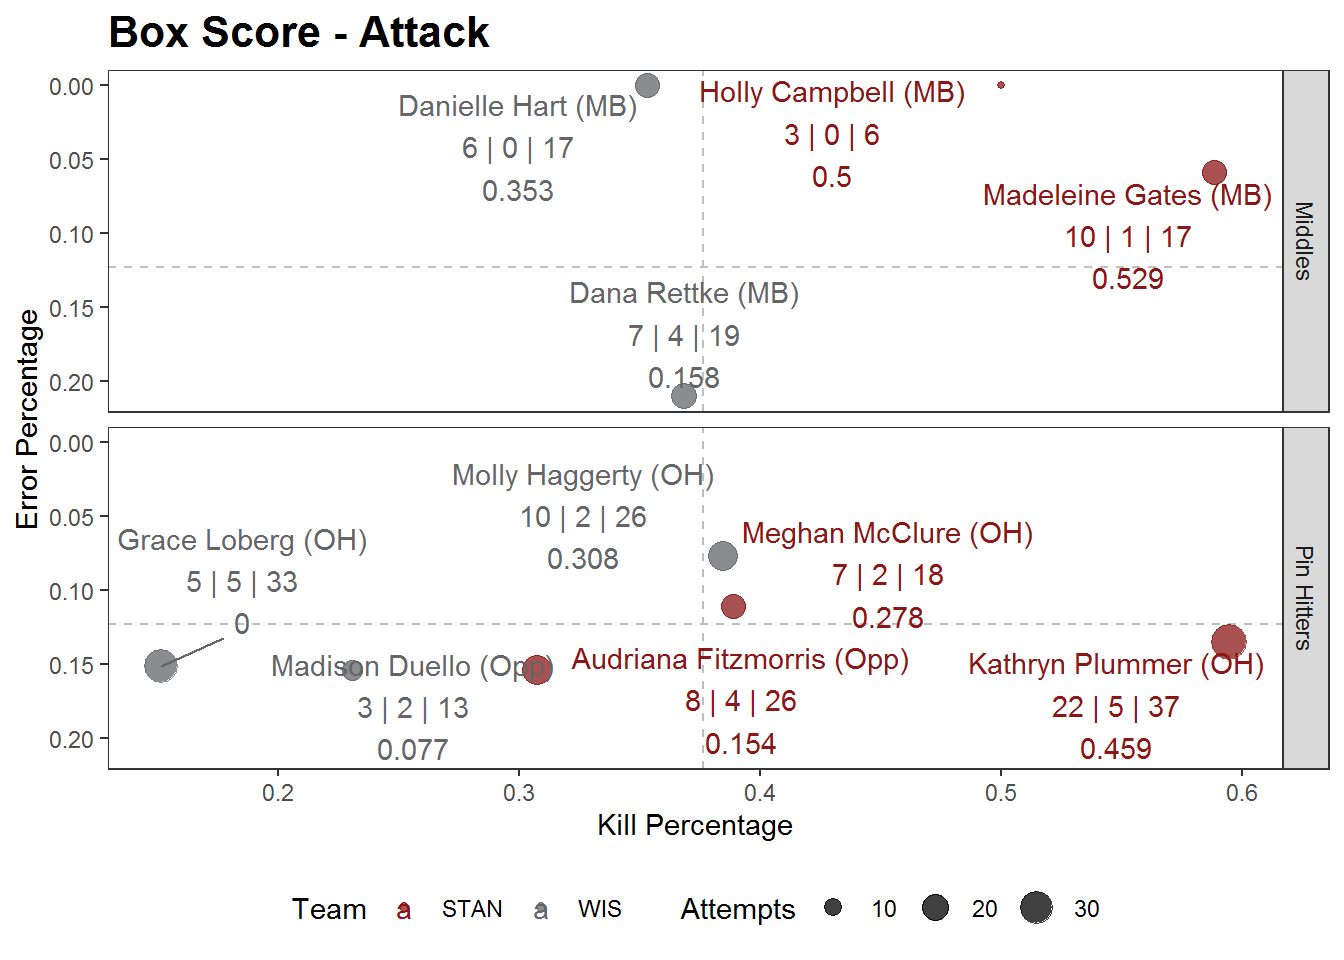 Box Score - Attack
Error Percentage
0.00
0.05
0.10
0.15
0.20
Danielle Hart (MB)
6 | 0 | 17
0.353
Holly Campbell (MB)
3 | 0 | 6
0.5
Madeleine Gates (MB)
10 | 1 | 17
0.529
Dana Rettke (MB)
7 | 4 | 19
0.158
Middles
0.00
0.05
0.10
0.15
0.20
Molly Haggerty (OH)
10 | 2 | 26
0.308
Grace Loberg (OH)
5 | 5 | 33
0
Meghan McClure (OH)
7 | 2 | 18
0.278
Madison Duello (Opp)
3 | 2 | 13
0.077
Audriana Fitzmorris (Opp)
8 | 4 | 26
0.154
Kathryn Plummer (OH)
22 | 5 | 37
0.459
Pin Hitters
0.2 0.3 0.4 0.5 0.6
Kill Percentage
Team a STAN a WIS Attempts 10 20 30